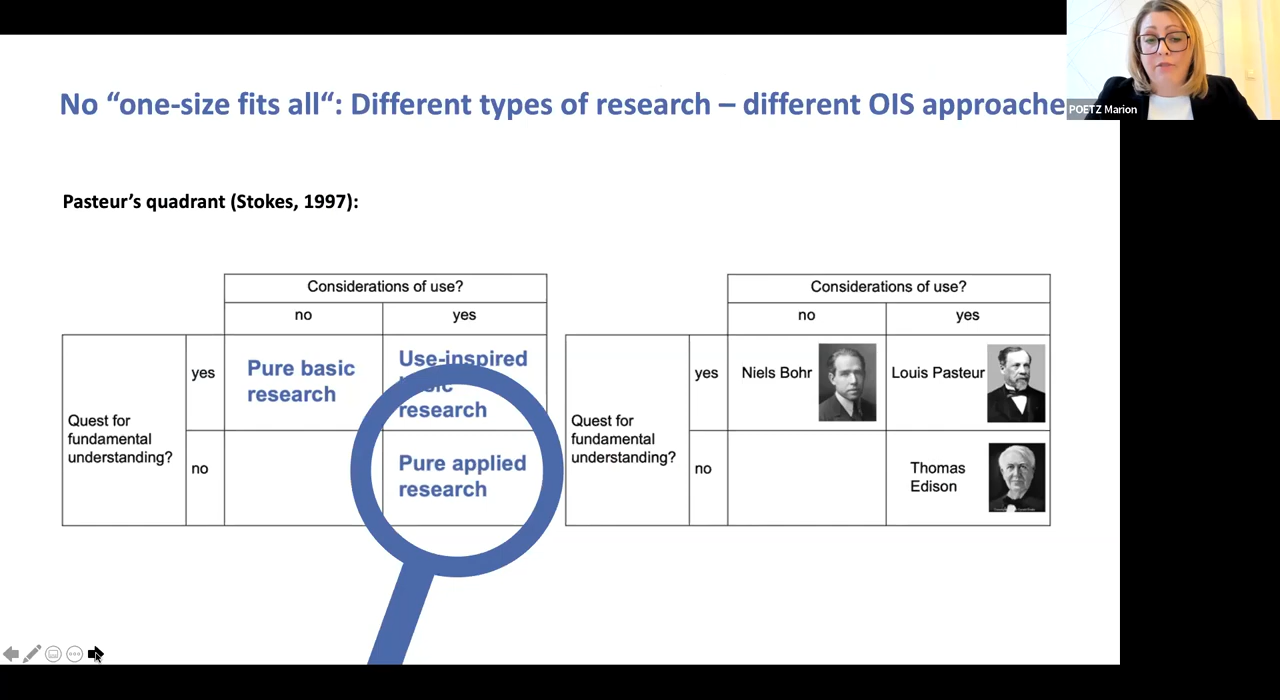 No “one-size fits all“: Different types of research – different OIS approache
POETZ Marion
Pasteur’s quadrant (Stokes, 1997):
Considerations of use?
no
yes
Quest for
fundamental
understanding?
yes
Pure basic
research
Use-inspired
research
no
Pure applied
research
Considerations of use?
no
yes
Quest for
fundamental
understanding?
yes
Niels Bohr
Louis Pasteur
no
Thomas
Edison